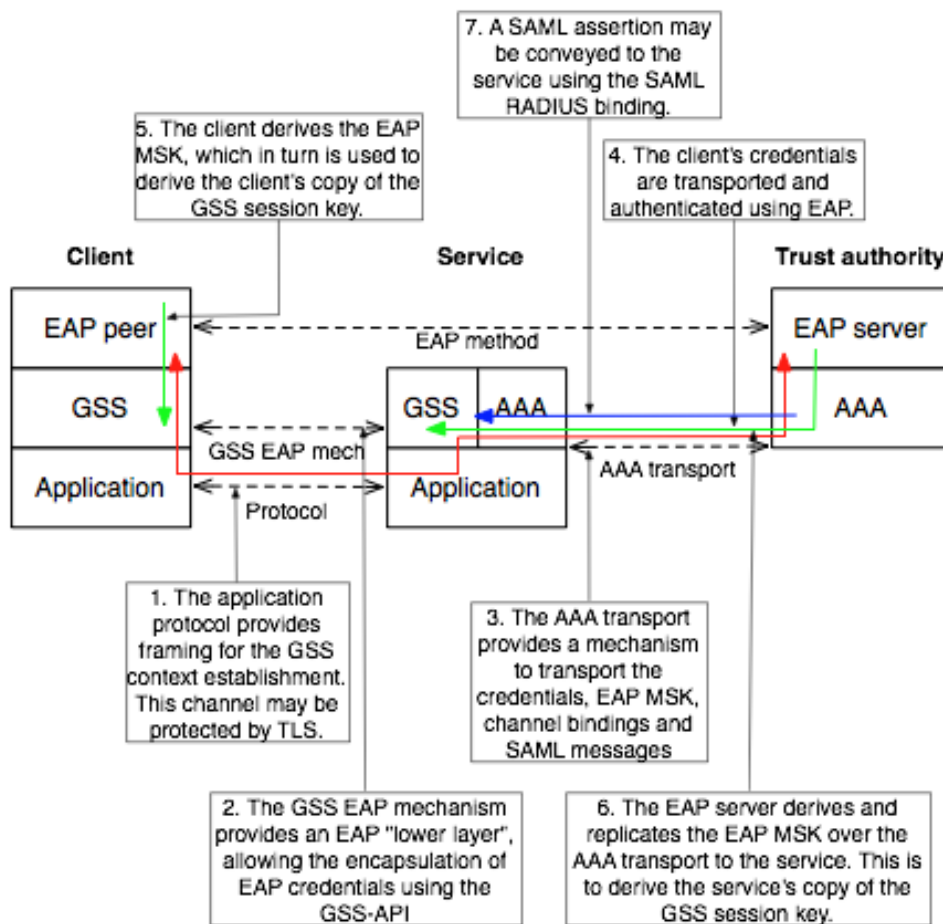 7. A SAML assertion may
be conveyed to the
service using the SAML
RADIUS binding.
5. The client derives the EAP
MSK, which in turn is used to
derive the client's copy of the
GSS session key.
4. The client's credentials
are transported and
authenticated using EAP.
Client
Service
Trust authority
EAP peer
EAP method
EAP server
GSS
GSS EAP mech
GSS
AAA
AAA transport
AAA
Application
Protocol
Application
1. The application
protocol provides
framing for the GSS
context establishment.
This channel may be
protected by TLS.
3. The AAA transport
provides a mechanism
to transport the
credentials, EAP MSK,
channel bindings and
SAML messages
2. The GSS EAP mechanism
provides an EAP "lower layer",
allowing the encapsulation of
EAP credentials using the
GSS-API
6. The EAP server derives and
replicates the EAP MSK over the
AAA transport to the service. This is
to derive the service's copy of the
GSS session key.